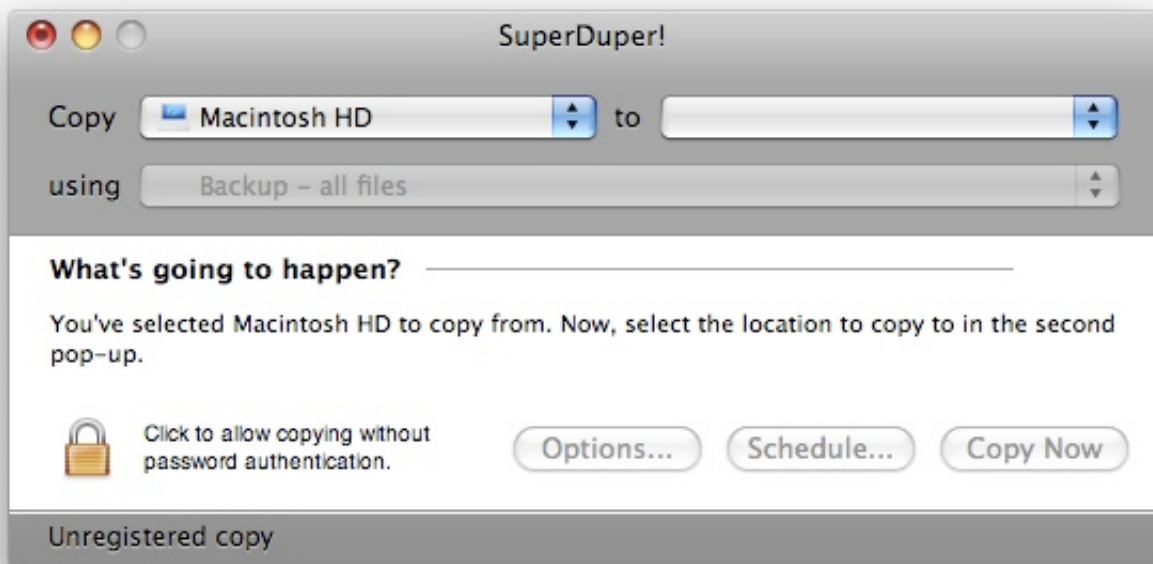 SuperDuper!
Copy Macintosh HD to
using Backup – all files
What's going to happen?
You've selected Macintosh HD to copy from. Now, select the location to copy to in the second
pop-up.
Click to allow copying without
password authentication.
Options... Schedule... Copy Now
Unregistered copy